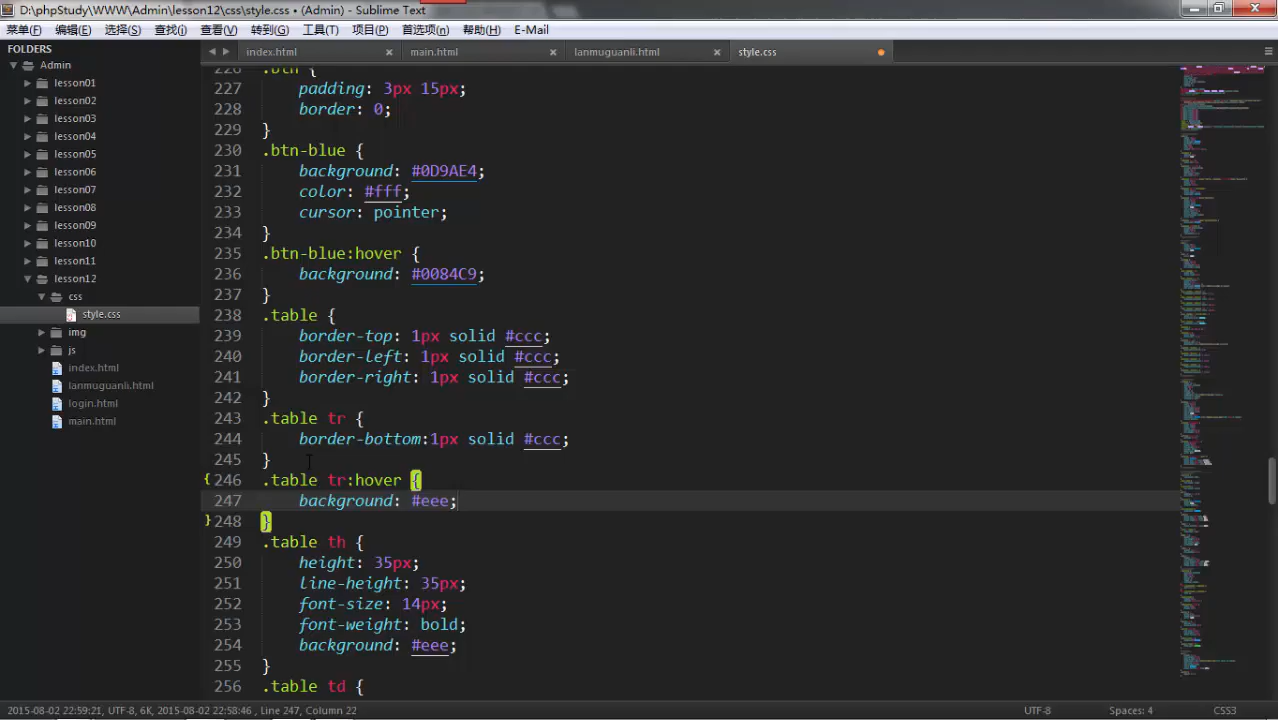 D:\phpStudy\WWW\Admin\lesson12\css\style.css • (Admin) - Sublime Text
菜单(F) 编辑(E) 选择(S) 查找(I) 查看(V) 转到(G) 工具(T) 项目(P) 首选项(n) 帮助(H) E-Mail
FOLDERS
Admin
lesson01
lesson02
lesson03
lesson04
lesson05
lesson06
lesson07
lesson08
lesson09
lesson10
lesson11
lesson12
css
style.css
img
js
index.html
lanmuguanli.html
login.html
main.html
index.html × main.html × lanmuguanli.html × style.css
226 .btn {
227 padding: 3px 15px;
228 border: 0;
229 }
230 .btn-blue {
231 background: #0D9AE4;
232 color: #fff;
233 cursor: pointer;
234 }
235 .btn-blue:hover {
236 background: #0084C9;
237 }
238 .table {
239 border-top: 1px solid #ccc;
240 border-left: 1px solid #ccc;
241 border-right: 1px solid #ccc;
242 }
243 .table tr {
244 border-bottom:1px solid #ccc;
245 }
{ 246 .table tr:hover {
247 background: #eee;
} 248 }
249 .table th {
250 height: 35px;
251 line-height: 35px;
252 font-size: 14px;
253 font-weight: bold;
254 background: #eee;
255 }
256 .table td {
2015-08-02 22:59:21, UTF-8, 6K, 2015-08-02 22:58:46, Line 247, Column 22 UTF-8 Spaces: 4 CSS3